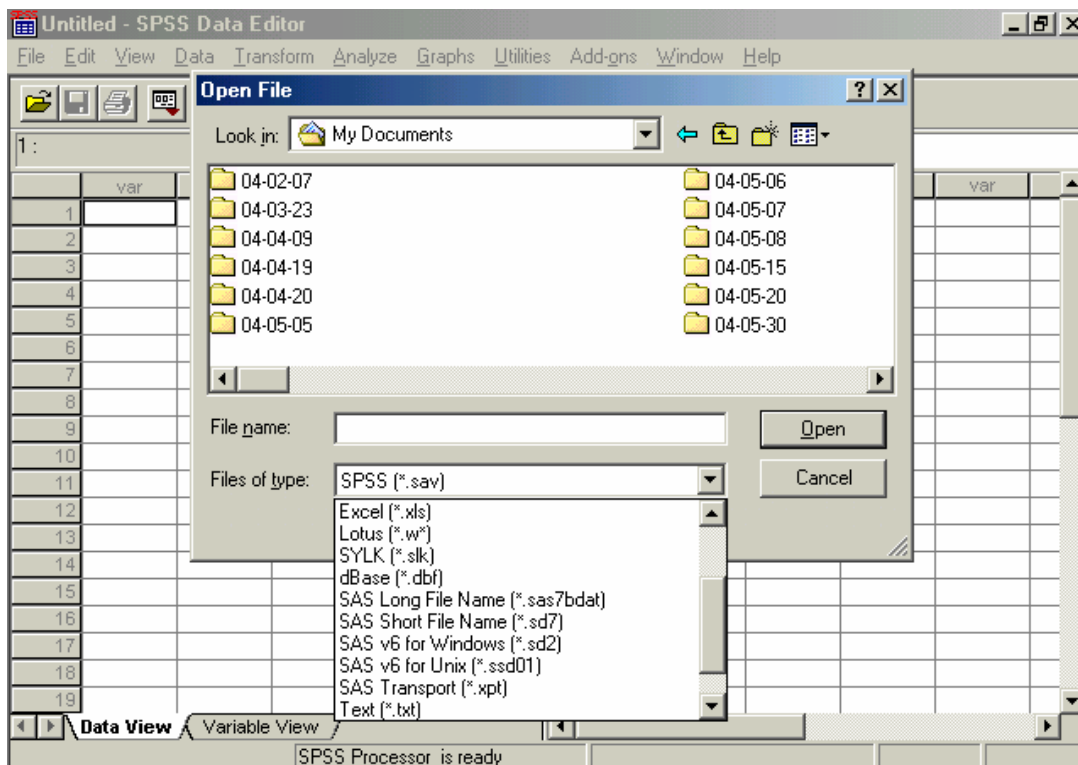 SPSS
Untitled - SPSS Data Editor
File Edit View Data Transform Analyze Graphs Utilities Add-ons Window Help
Open File
Look in: My Documents
1 :
var
var
04-02-07
04-03-23
04-04-09
04-04-19
04-04-20
04-05-05
04-05-06
04-05-07
04-05-08
04-05-15
04-05-20
04-05-30
1
2
3
4
5
6
7
8
9
10
11
12
13
14
15
16
17
18
19
File name:
Open
Files of type: SPSS (*.sav)
Cancel
Excel (*.xls)
Lotus (*.w*)
SYLK (*.slk)
dBase (*.dbf)
SAS Long File Name (*.sas7bdat)
SAS Short File Name (*.sd7)
SAS v6 for Windows (*.sd2)
SAS v6 for Unix (*.ssd01)
SAS Transport (*.xpt)
Text (*.txt)
Data View Variable View
SPSS Processor is ready